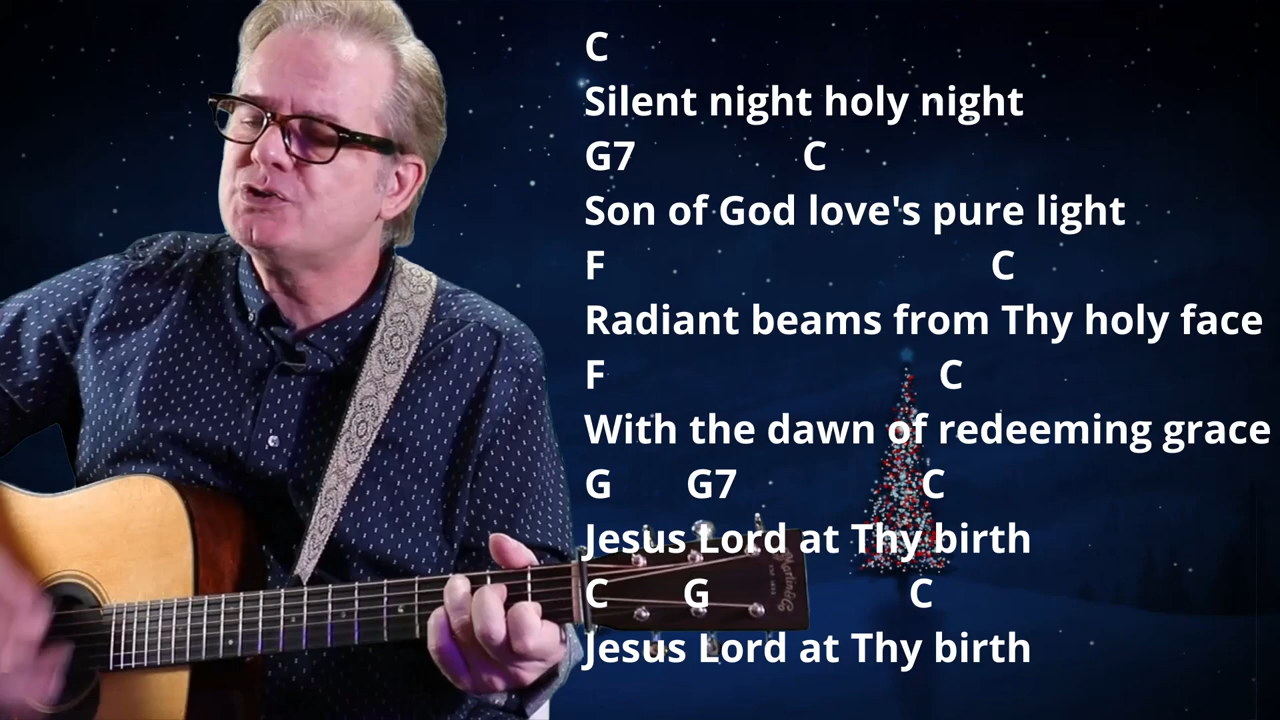 C
Silent night holy night
G7 C
Son of God love's pure light
F C
Radiant beams from Thy holy face
F C
With the dawn of redeeming grace
G G7 C
Jesus Lord at Thy birth
C G C
Jesus Lord at Thy birth